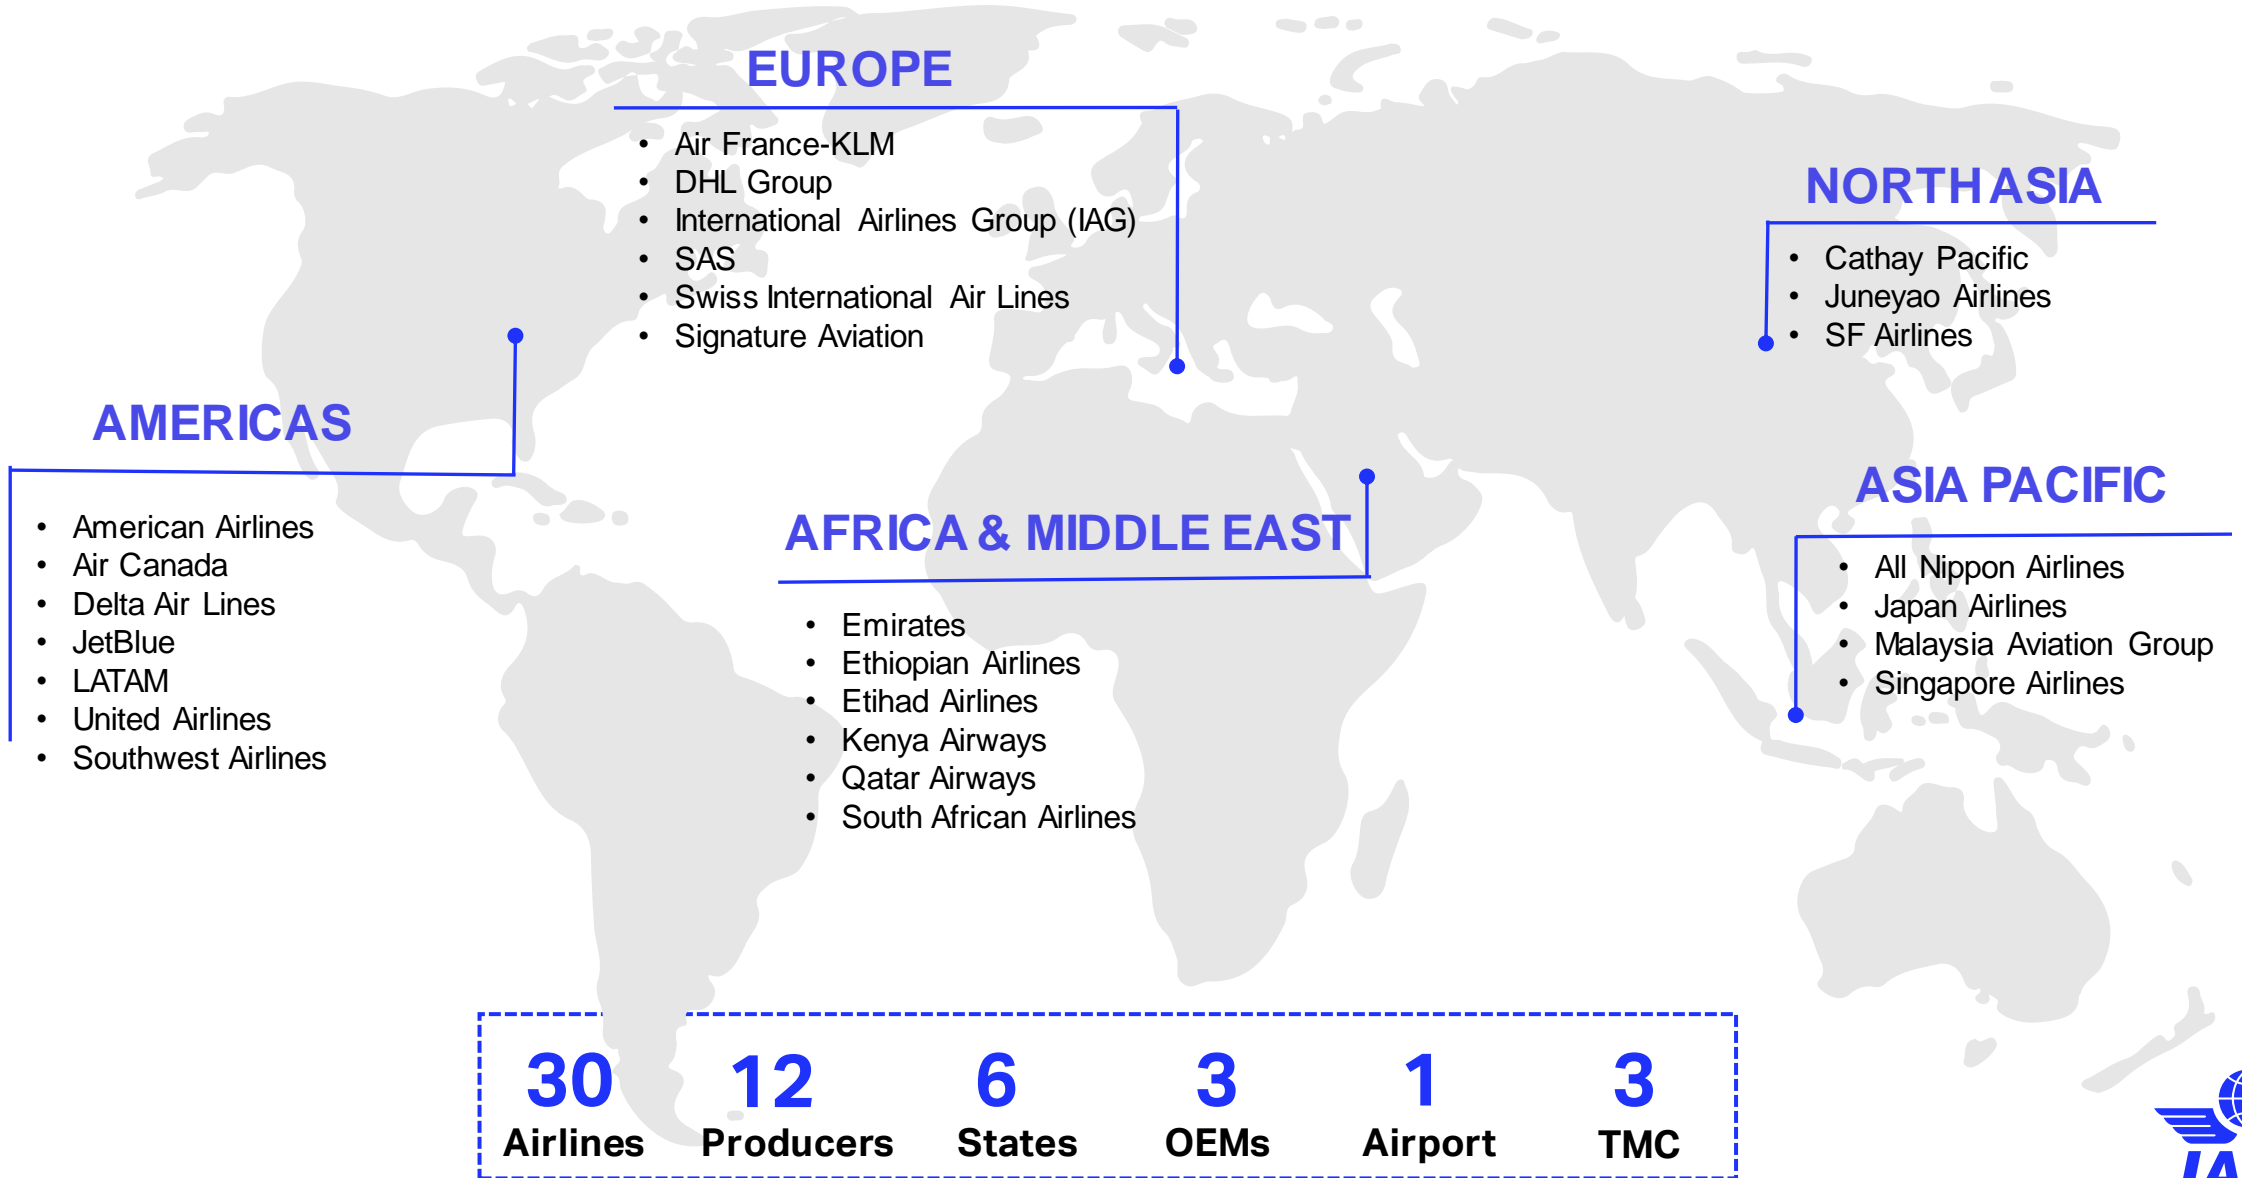 EUROPE
• Air France-KLM
• DHL Group
• International Airlines Group (IAG)
• SAS
• Swiss International Air Lines
• Signature Aviation
NORTH ASIA
• Cathay Pacific
• Juneyao Airlines
• SF Airlines
AMERICAS
• American Airlines
• Air Canada
• Delta Air Lines
• JetBlue
• LATAM
• United Airlines
• Southwest Airlines
AFRICA & MIDDLE EAST
• Emirates
• Ethiopian Airlines
• Etihad Airlines
• Kenya Airways
• Qatar Airways
• South African Airlines
ASIA PACIFIC
• All Nippon Airlines
• Japan Airlines
• Malaysia Aviation Group
• Singapore Airlines
30 12 6 3 1 3
Airlines Producers States OEMs Airport TMC